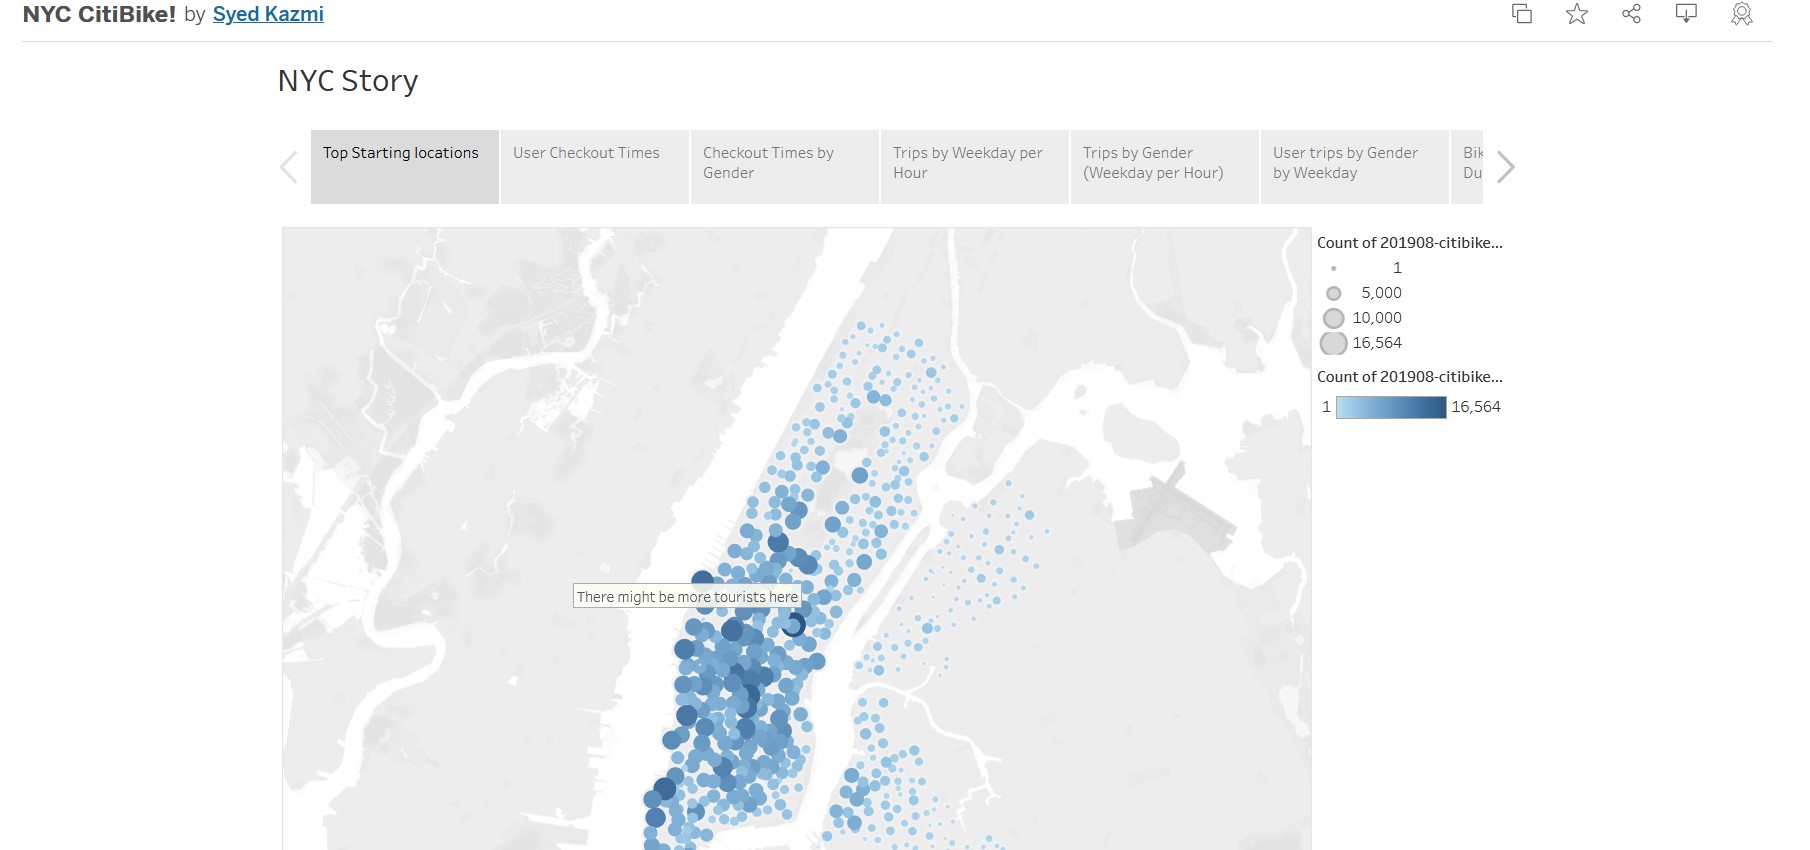 NYC CitiBike! by Syed Kazmi
NYC Story
Top Starting locations
User Checkout Times
Checkout Times by
Gender
Trips by Weekday per
Hour
Trips by Gender
(Weekday per Hour)
User trips by Gender
by Weekday
Bik
Du
Count of 201908-citibike...
1
5,000
10,000
16,564
Count of 201908-citibike...
1 16,564
There might be more tourists here